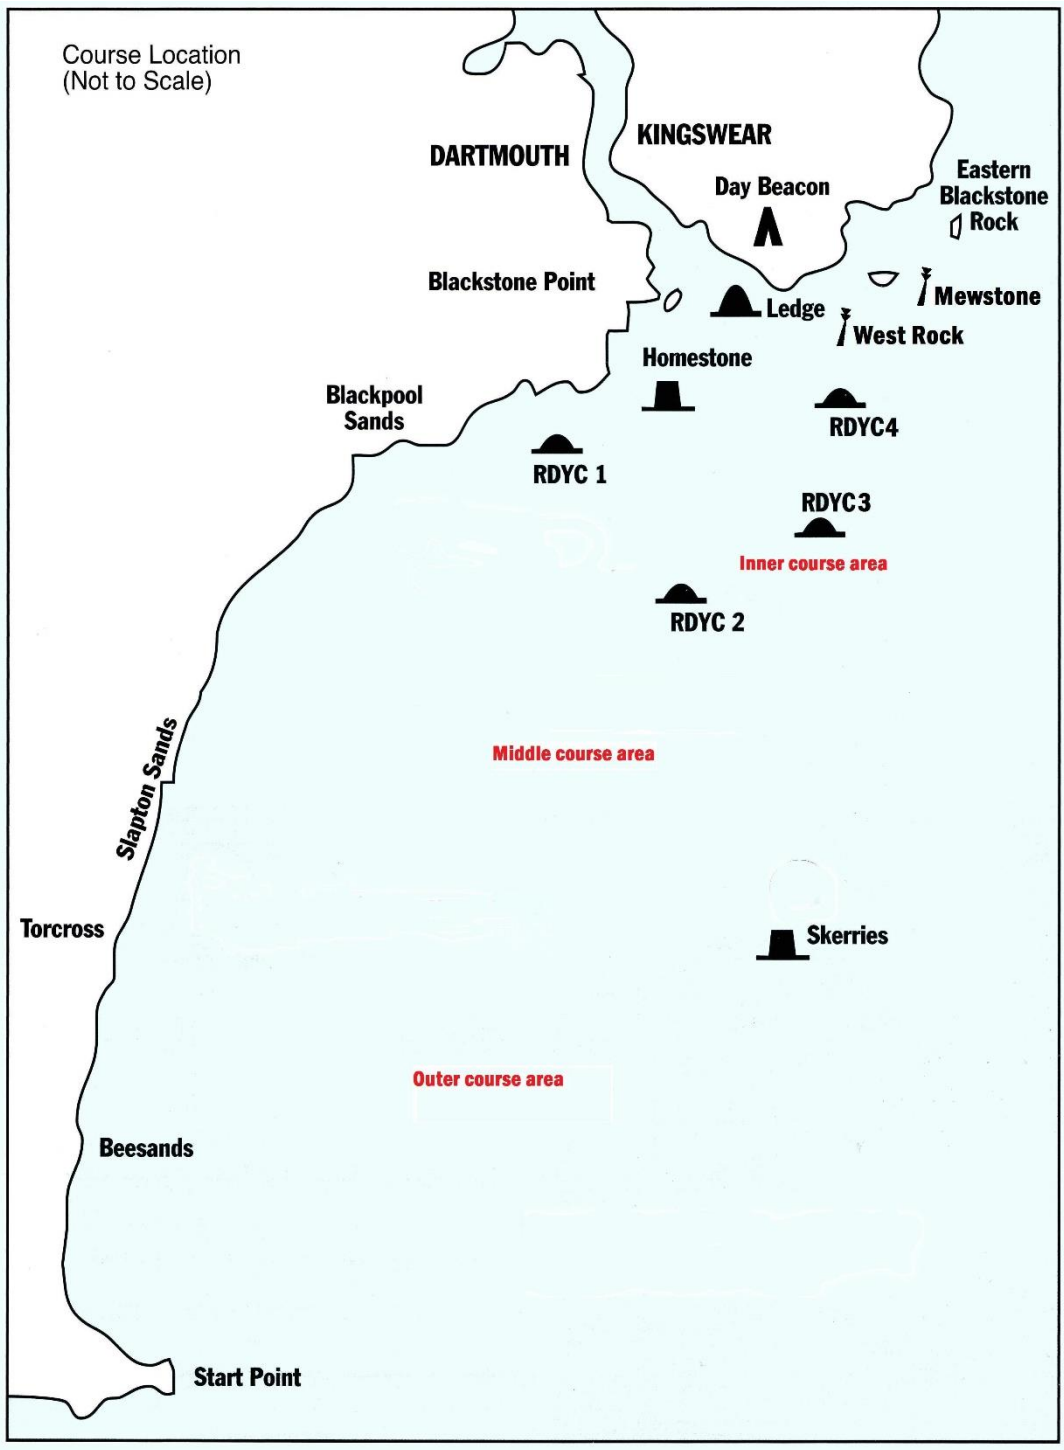 Course Location
(Not to Scale)
KINGSWEAR
DARTMOUTH
Eastern
Blackstone
Rock
Day Beacon
Blackstone Point
Mewstone
Ledge
West Rock
Homestone
Blackpool
Sands
RDYC4
RDYC 1
RDYC3
Inner course area
RDYC 2
Middle course area
Slapton Sands
Torcross
Skerries
Outer course area
Beesands
Start Point